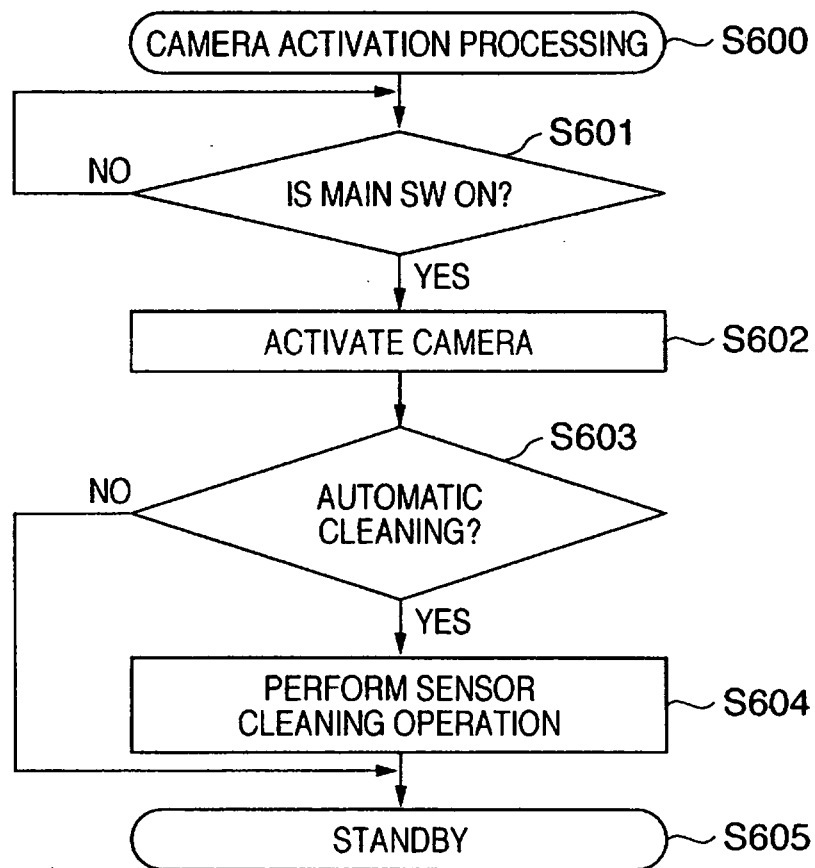 CAMERA ACTIVATION PROCESSING
S600
S601
NO
IS MAIN SW ON?
YES
ACTIVATE CAMERA
S602
S603
NO
AUTOMATIC
CLEANING?
YES
PERFORM SENSOR
CLEANING OPERATION
S604
STANDBY
S605